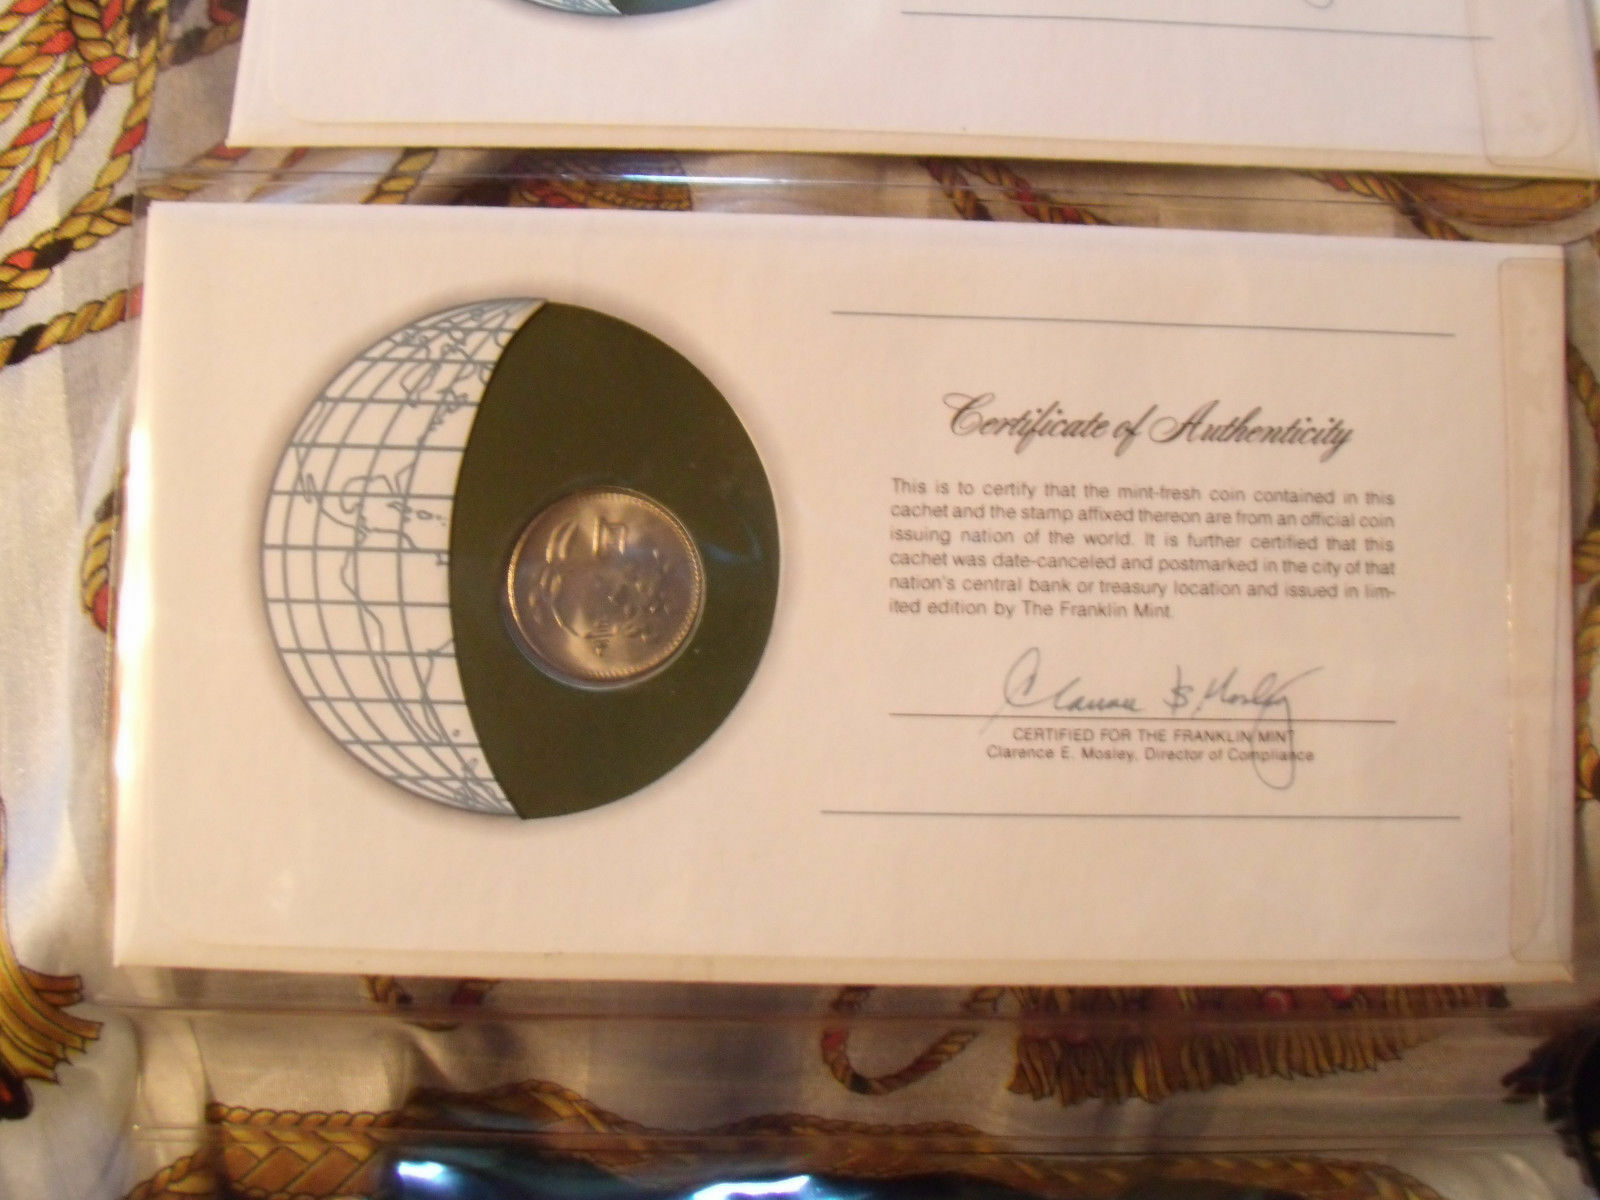 Certificate of Authenticity
This is to certify that the mint-fresh coin contained in this
cachet and the stamp affixed thereon are from an official coin
issuing nation of the world. It is further certified that this
cachet was date-canceled and postmarked in the city of that
nation's central bank or treasury location and issued in lim-
ited edition by The Franklin Mint.
Clarence E Mosley
CERTIFIED FOR THE FRANKLIN MINT
Clarence E. Mosley, Director of Compliance